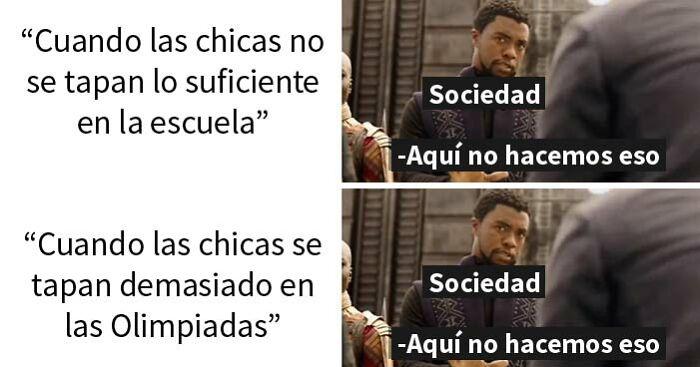 “Cuando las chicas no
se tapan lo suficiente
en la escuela”
Sociedad
-Aquí no hacemos eso
“Cuando las chicas se
tapan demasiado en
las Olimpiadas”
Sociedad
-Aquí no hacemos eso